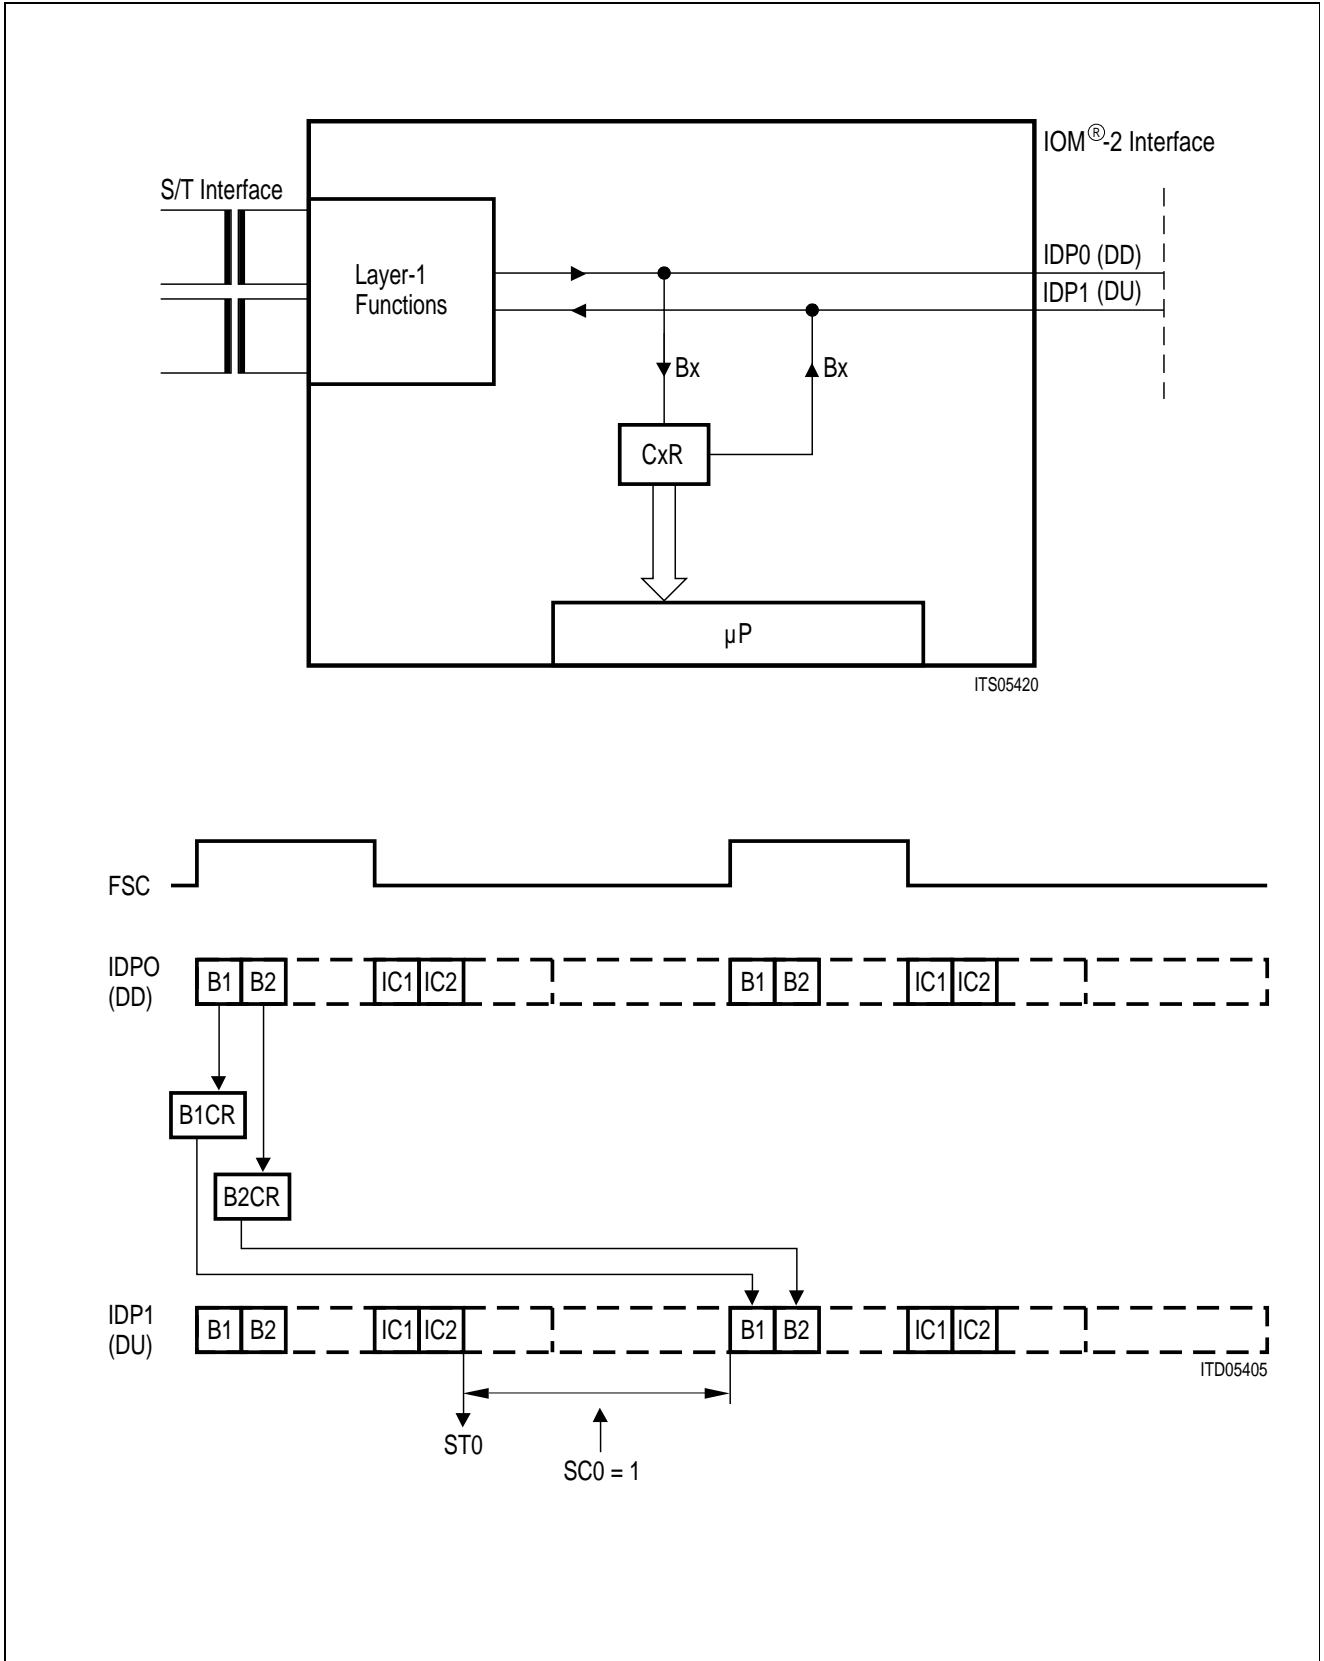 IOM®-2 Interface
S/T Interface
Layer-1
Functions
IDP0 (DD)
IDP1 (DU)
Bx
Bx
CxR
µP
ITS05420
FSC
IDPO
(DD)
B1 B2 IC1 IC2 B1 B2 IC1 IC2
B1CR
B2CR
IDP1
(DU)
B1 B2 IC1 IC2 B1 B2 IC1 IC2
ITD05405
ST0
SC0 = 1